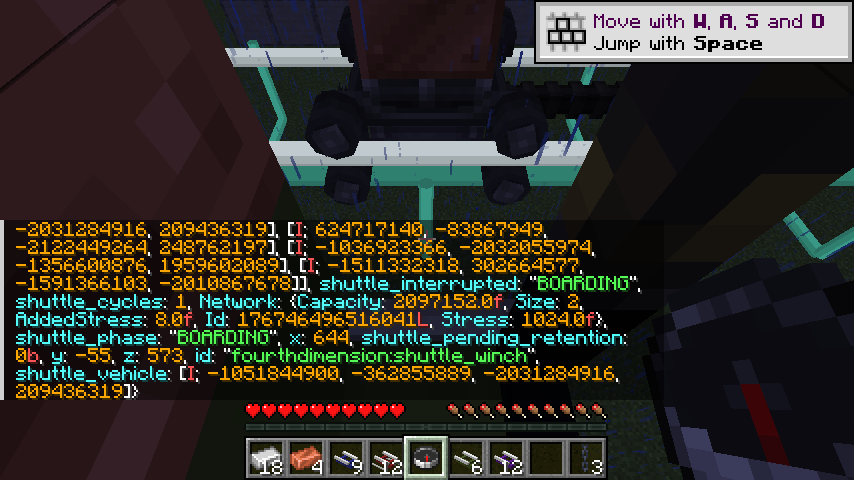 Move with W, A, S and D
Jump with Space
-2031284916, 209436319], [I; 624717140, -83867949,
-2122449264, 248762197], [I; -1036923366, -2032055974,
-1356600876, 1959602089], [I; -1511332318, 302664577,
-1591366103, -2010867678]], shuttle_interrupted: "BOARDING",
shuttle_cycles: 1, Network: {Capacity: 2097152.0f, Size: 2,
AddedStress: 8.0f, Id: 176746496516041L, Stress: 1024.0f},
shuttle_phase: "BOARDING", x: 644, shuttle_pending_retention:
0b, y: -55, z: 573, id: "fourthdimension:shuttle_winch",
shuttle_vehicle: [I; -1051844900, -362855889, -2031284916,
209436319]}
18 4 9 12 6 12 3